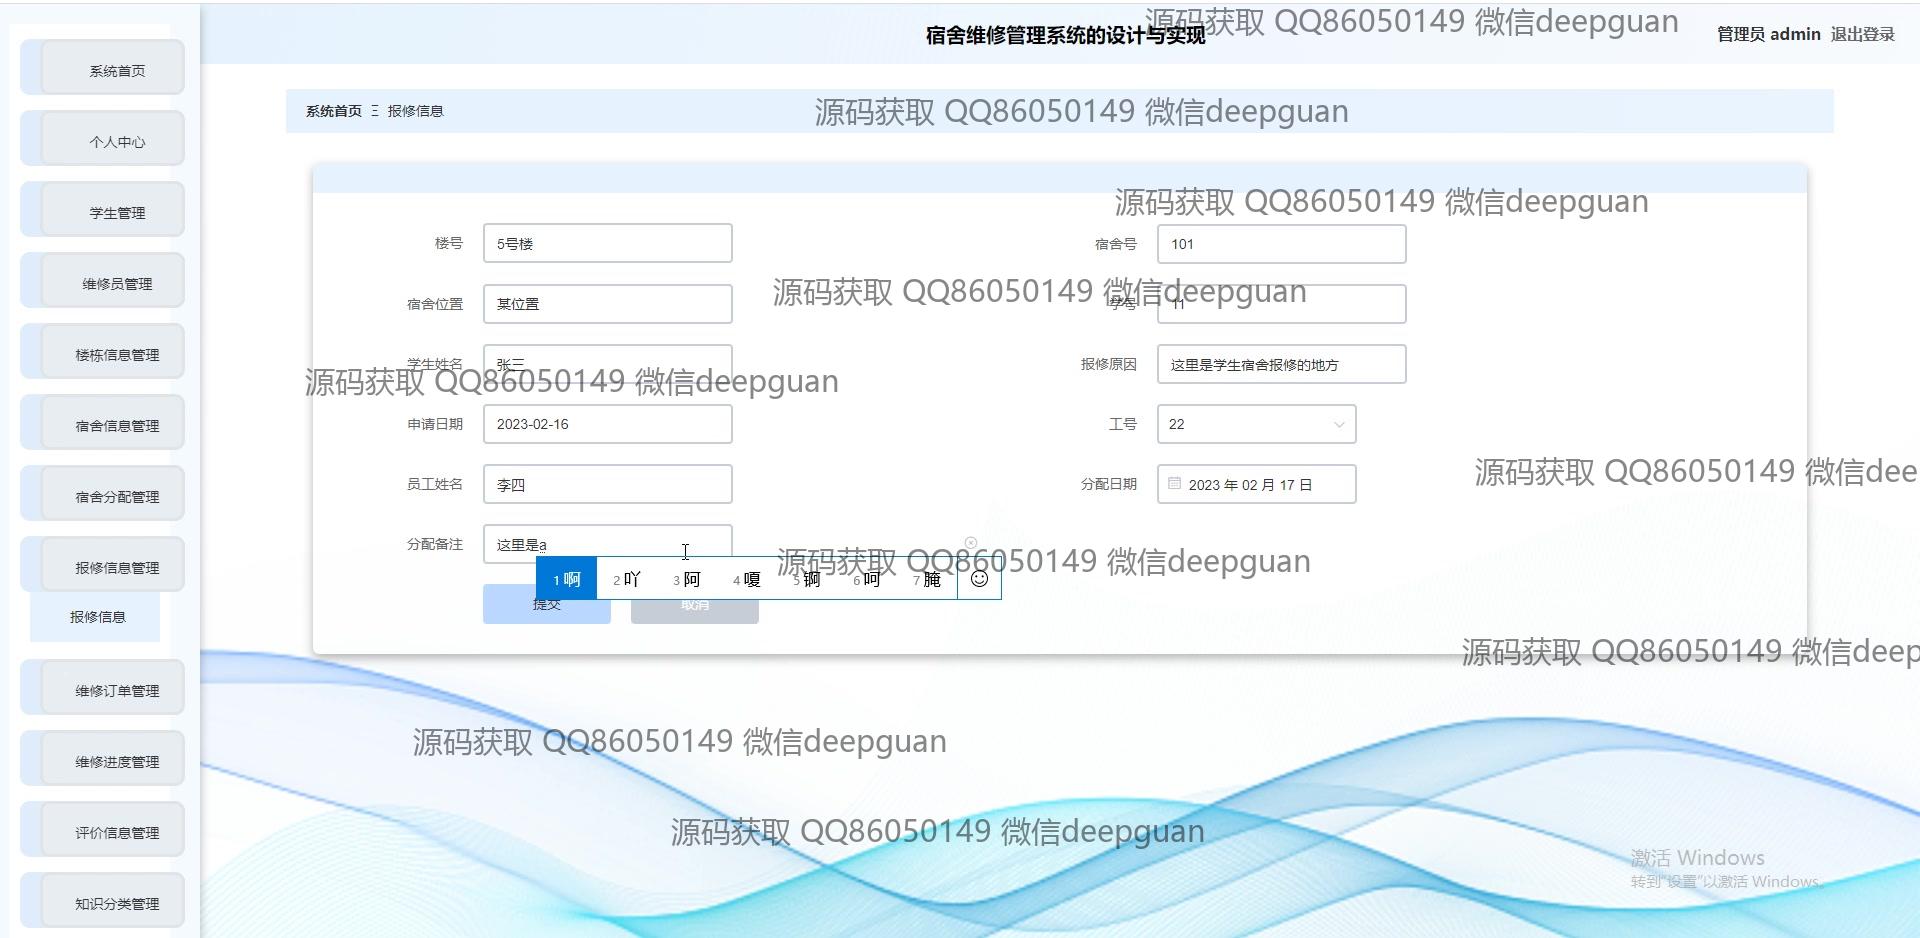 源码获取 QQ86050149 微信deepguan
宿舍维修管理系统的设计与实现
管理员 admin 退出登录
系统首页
个人中心
学生管理
维修员管理
楼栋信息管理
宿舍信息管理
宿舍分配管理
报修信息管理
报修信息
维修订单管理
维修进度管理
评价信息管理
知识分类管理
系统首页 Ξ 报修信息
源码获取 QQ86050149 微信deepguan
源码获取 QQ86050149 微信deepguan
楼号 5号楼
宿舍号 101
源码获取 QQ86050149 微信deepguan
宿舍位置 某位置
学号 11
学生姓名 张三
报修原因 这里是学生宿舍报修的地方
源码获取 QQ86050149 微信deepguan
申请日期 2023-02-16
工号 22
源码获取 QQ86050149 微信dee
员工姓名 李四
分配日期 2023 年 02 月 17 日
分配备注 这里是a
源码获取 QQ86050149 微信deepguan
1 啊 2 吖 3 阿 4 嗄 5 锕 6 呵 7 腌
提交 取消
源码获取 QQ86050149 微信deep
源码获取 QQ86050149 微信deepguan
源码获取 QQ86050149 微信deepguan
激活 Windows
转到"设置"以激活 Windows。